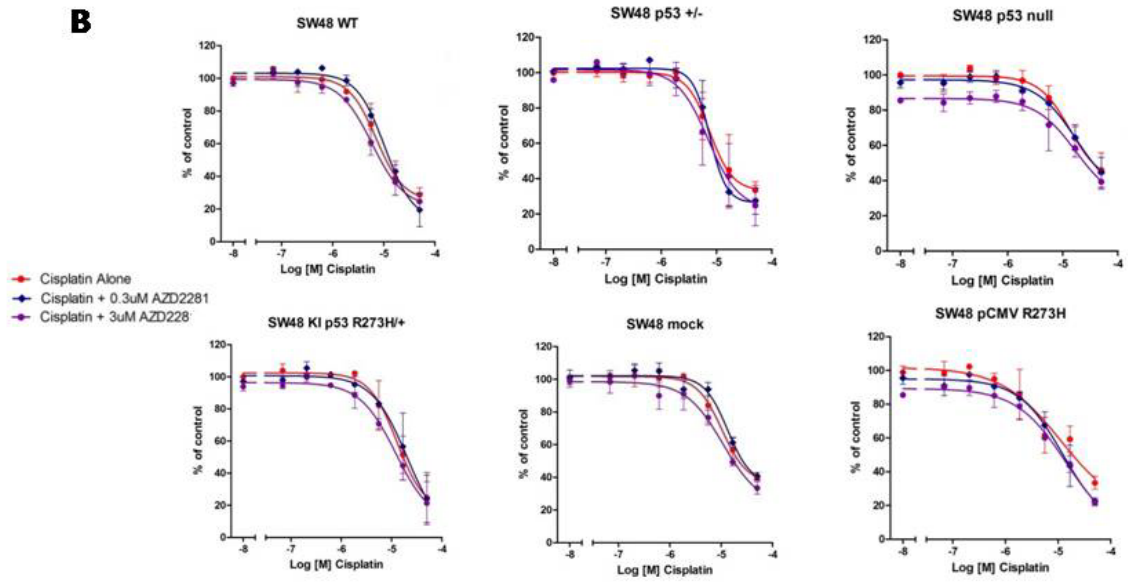 B
SW48 WT
120
100
80
60
40
20
0
% of control
-8 -7 -6 -5 -4
Log [M] Cisplatin
SW48 p53 +/-
120
100
80
60
40
20
0
% of control
-8 -7 -6 -5 -4
Log [M] Cisplatin
SW48 p53 null
120
100
80
60
40
20
0
% of control
-8 -7 -6 -5 -4
Log [M] Cisplatin
Cisplatin Alone
Cisplatin + 0.3uM AZD2281
Cisplatin + 3uM AZD228
SW48 KI p53 R273H/+
120
100
80
60
40
20
0
% of control
-8 -7 -6 -5 -4
Log [M] Cisplatin
SW48 mock
120
100
80
60
40
20
0
% of control
-8 -7 -6 -5 -4
Log [M] Cisplatin
SW48 pCMV R273H
120
100
80
60
40
20
0
% of control
-8 -7 -6 -5 -4
Log [M] Cisplatin